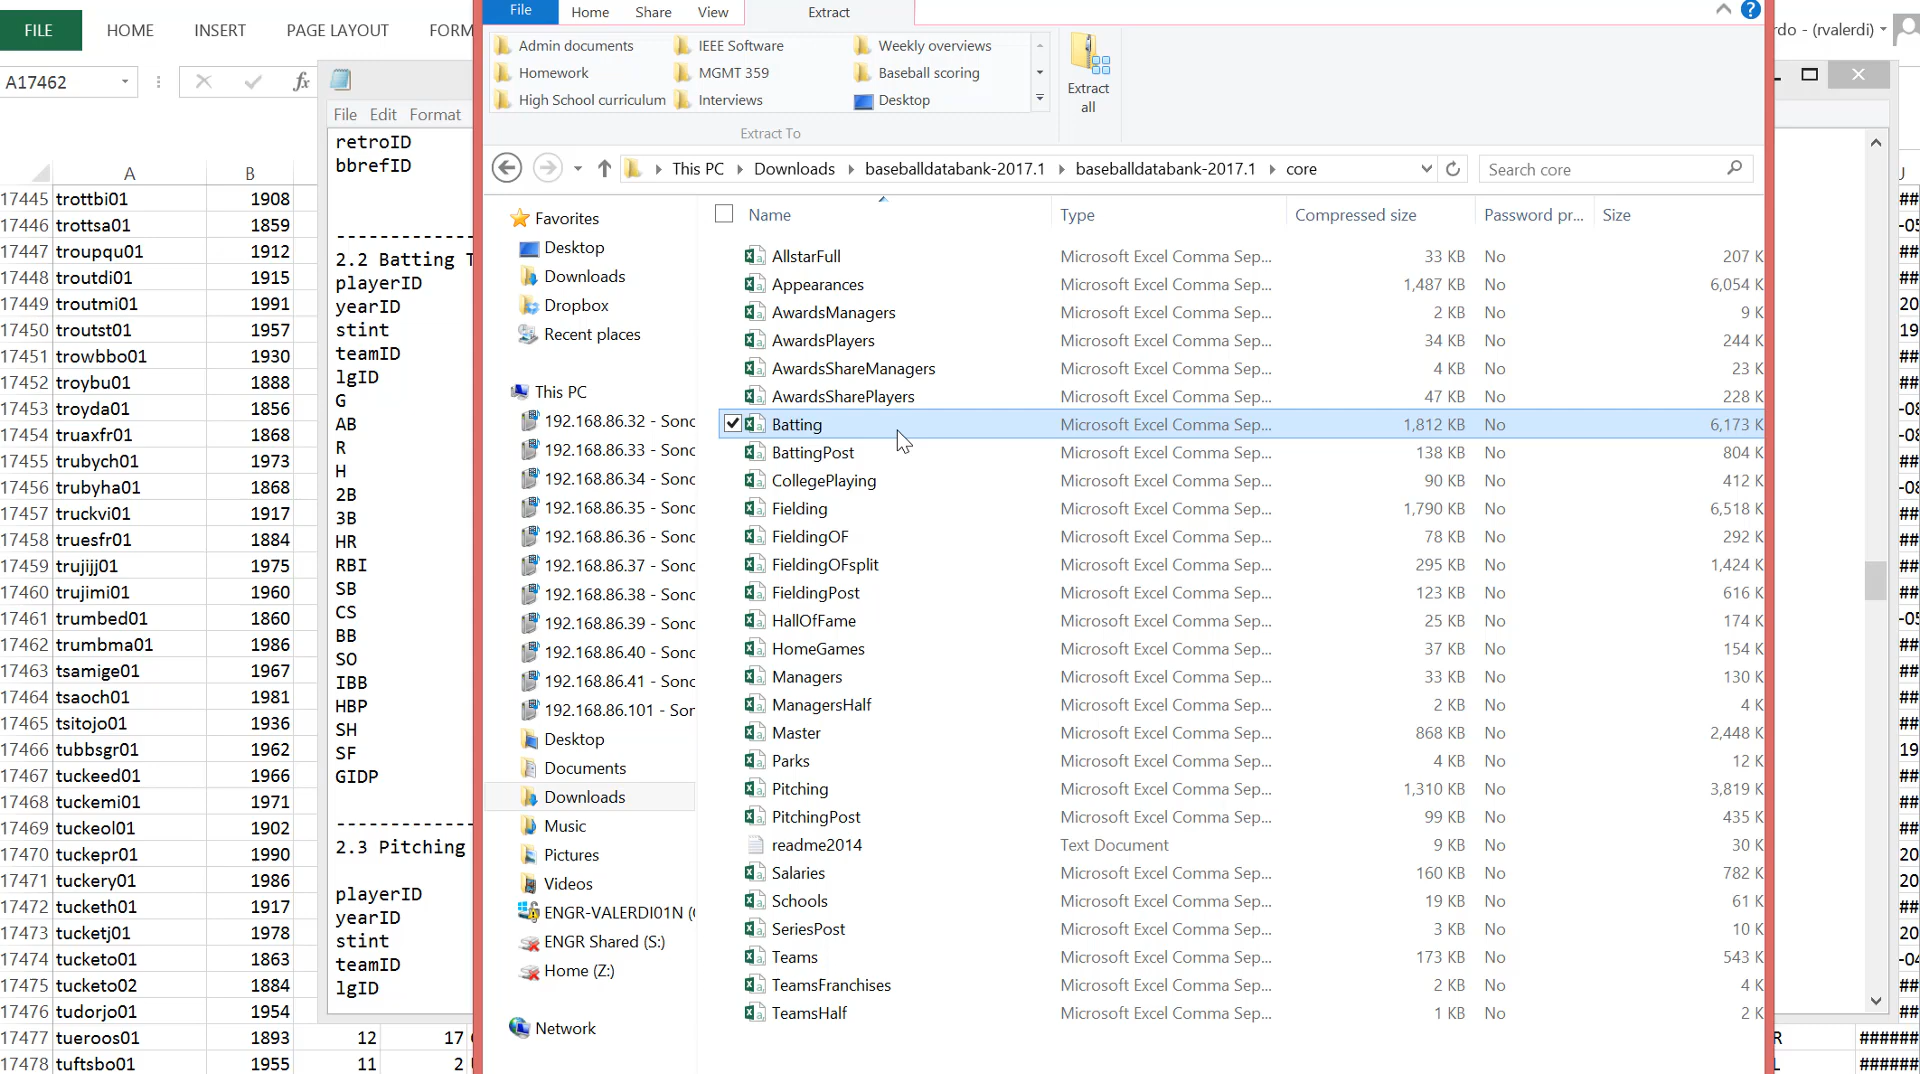 FILE HOME INSERT PAGE LAYOUT
A17462 fx
17445 trottbi01 1908
17446 trottsa01 1859
17447 troupqu01 1912
17448 troutdi01 1915
17449 troutmi01 1991
17450 troutst01 1957
17451 trowbbo01 1930
17452 troybu01 1888
17453 troyda01 1856
17454 truaxfr01 1868
17455 trubych01 1973
17456 trubyha01 1868
17457 truckvi01 1917
17458 truesfr01 1884
17459 trujijj01 1975
17460 trujimi01 1960
17461 trumbed01 1860
17462 trumbma01 1986
17463 tsamige01 1967
17464 tsaoch01 1981
17465 tsitojo01 1936
17466 tubbsgr01 1962
17467 tuckeed01 1966
17468 tuckemi01 1971
17469 tuckeol01 1902
17470 tuckepr01 1990
17471 tuckery01 1986
17472 tucketh01 1917
17473 tucketj01 1978
17474 tucketo01 1863
17475 tucketo02 1884
17476 tudorjo01 1954
17477 tueroos01 1893 12 17
17478 tuftsbo01 1955 11 2
A B
File Edit Format
retroID
bbrefID
2.2 Batting T
playerID
yearID
stint
teamID
lgID
G
AB
R
H
2B
3B
HR
RBI
SB
CS
BB
SO
IBB
HBP
SH
SF
GIDP
2.3 Pitching
playerID
yearID
stint
teamID
lgID
File Home Share View Extract
Admin documents IEEE Software Weekly overviews
Homework MGMT 359 Baseball scoring
High School curriculum Interviews Desktop
Extract all
Extract To
This PC Downloads baseballdatabank-2017.1 baseballdatabank-2017.1 core
Search core
Favorites
Desktop
Downloads
Dropbox
Recent places
This PC
192.168.86.32 - Sonc
192.168.86.33 - Sonc
192.168.86.34 - Sonc
192.168.86.35 - Sonc
192.168.86.36 - Sonc
192.168.86.37 - Sonc
192.168.86.38 - Sonc
192.168.86.39 - Sonc
192.168.86.40 - Sonc
192.168.86.41 - Sonc
192.168.86.101 - Sor
Desktop
Documents
Downloads
Music
Pictures
Videos
ENGR-VALERDI01N (
ENGR Shared (S:)
Home (Z:)
Network
Name Type Compressed size Password pr... Size
AllstarFull Microsoft Excel Comma Sep... 33 KB No 207 K
Appearances Microsoft Excel Comma Sep... 1,487 KB No 6,054 K
AwardsManagers Microsoft Excel Comma Sep... 2 KB No 9 K
AwardsPlayers Microsoft Excel Comma Sep... 34 KB No 244 K
AwardsShareManagers Microsoft Excel Comma Sep... 4 KB No 23 K
AwardsSharePlayers Microsoft Excel Comma Sep... 47 KB No 228 K
Batting Microsoft Excel Comma Sep... 1,812 KB No 6,173 K
BattingPost Microsoft Excel Comma Sep... 138 KB No 804 K
CollegePlaying Microsoft Excel Comma Sep... 90 KB No 412 K
Fielding Microsoft Excel Comma Sep... 1,790 KB No 6,518 K
FieldingOF Microsoft Excel Comma Sep... 78 KB No 292 K
FieldingOFsplit Microsoft Excel Comma Sep... 295 KB No 1,424 K
FieldingPost Microsoft Excel Comma Sep... 123 KB No 616 K
HallOfFame Microsoft Excel Comma Sep... 25 KB No 174 K
HomeGames Microsoft Excel Comma Sep... 37 KB No 154 K
Managers Microsoft Excel Comma Sep... 33 KB No 130 K
ManagersHalf Microsoft Excel Comma Sep... 2 KB No 4 K
Master Microsoft Excel Comma Sep... 868 KB No 2,448 K
Parks Microsoft Excel Comma Sep... 4 KB No 12 K
Pitching Microsoft Excel Comma Sep... 1,310 KB No 3,819 K
PitchingPost Microsoft Excel Comma Sep... 99 KB No 435 K
readme2014 Text Document 9 KB No 30 K
Salaries Microsoft Excel Comma Sep... 160 KB No 782 K
Schools Microsoft Excel Comma Sep... 19 KB No 61 K
SeriesPost Microsoft Excel Comma Sep... 3 KB No 10 K
Teams Microsoft Excel Comma Sep... 173 KB No 543 K
TeamsFranchises Microsoft Excel Comma Sep... 2 KB No 4 K
TeamsHalf Microsoft Excel Comma Sep... 1 KB No 2 K
rdo - (rvalerdi)